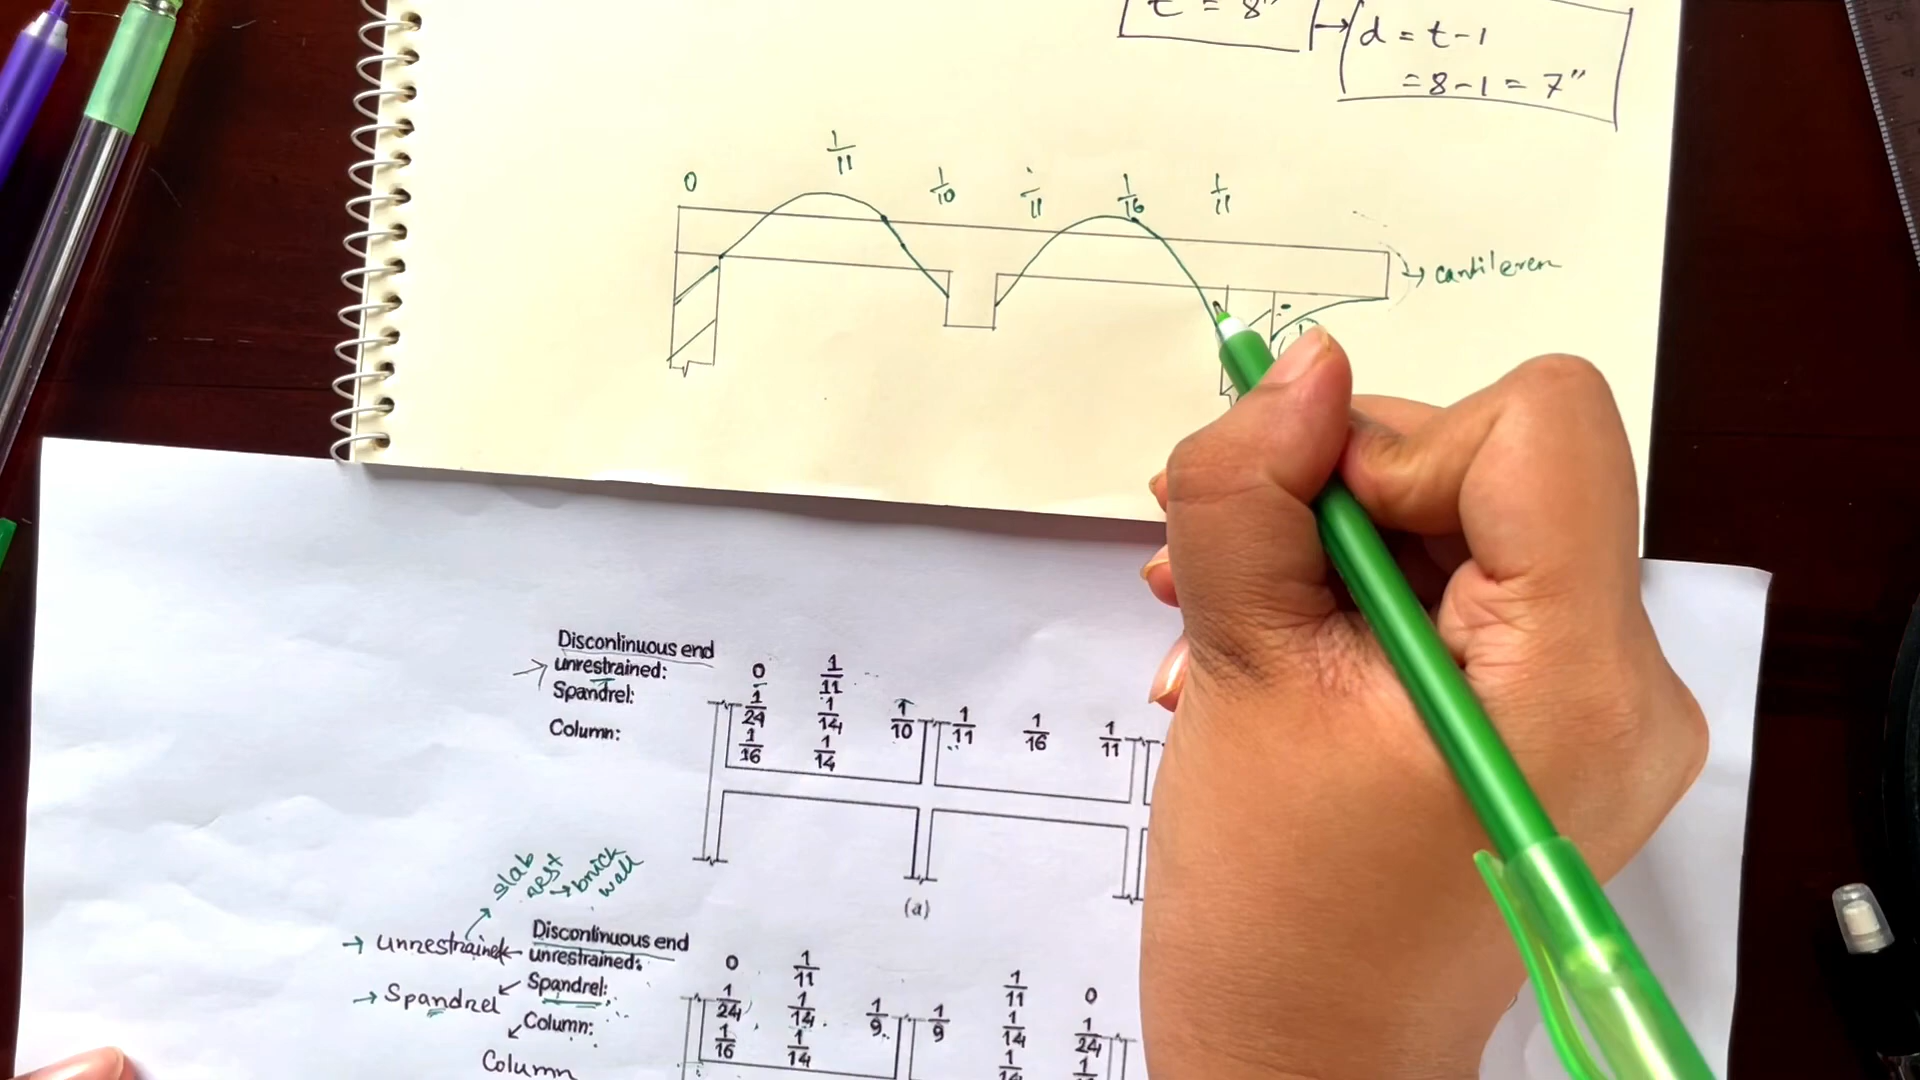 t = 8"
d = t-1
= 8-1 = 7"
1/11
0
1/10
1/11
1/16
1/11
cantileren
Discontinuous end
unrestrained: 0 1/11
Spandrel: 1/24 1/14 1/10 1/11 1/16 1/11
Column: 1/16 1/14
(a)
slab
rest
→ brick
wall
→ unrestrained
Discontinuous end
unrestrained: 0 1/11 1/11 0
→ Spandrel
Spandrel: 1/24 1/14 1/9 1/9 1/14 1/24
Column: 1/16 1/14
Column